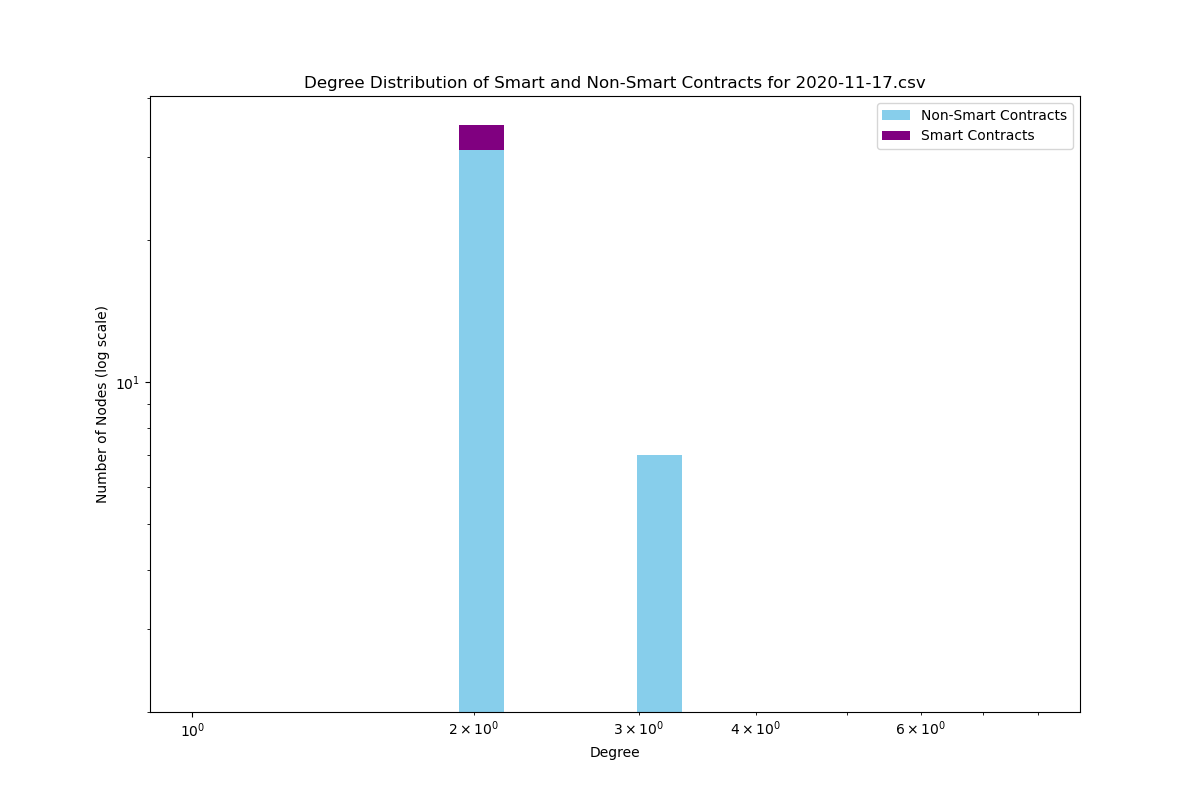 Degree Distribution of Smart and Non-Smart Contracts for 2020-11-17.csv
Non-Smart Contracts
Smart Contracts
Number of Nodes (log scale)
10¹
10⁰
2 × 10⁰
3 × 10⁰
4 × 10⁰
6 × 10⁰
Degree